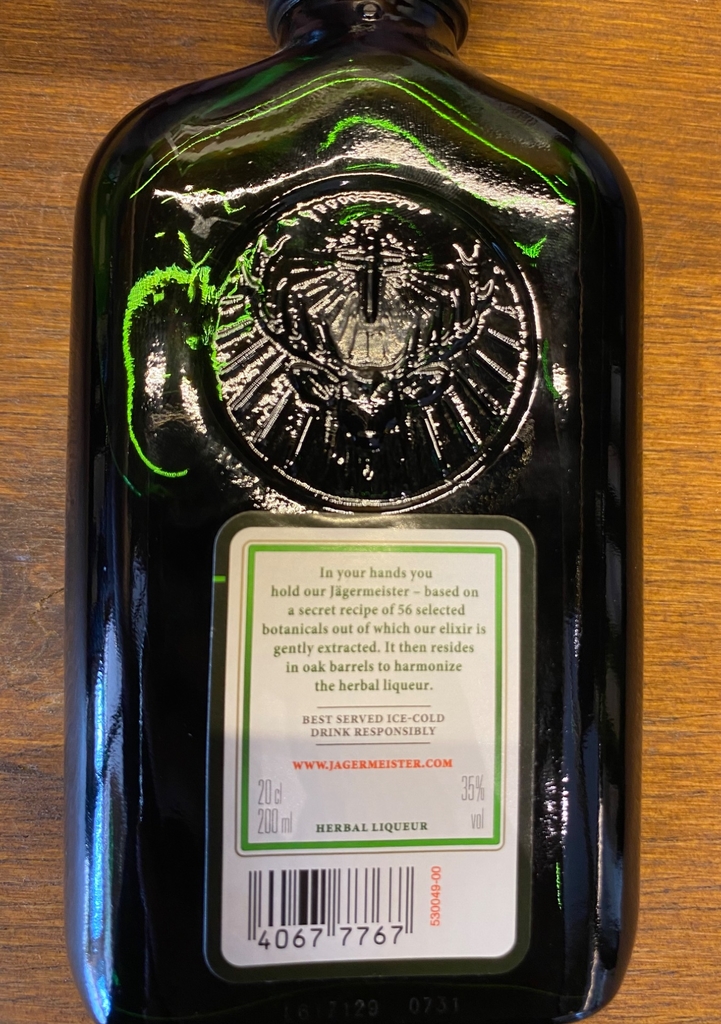 In your hands you
hold our Jägermeister – based on
a secret recipe of 56 selected
botanicals out of which our elixir is
gently extracted. It then resides
in oak barrels to harmonize
the herbal liqueur.
BEST SERVED ICE-COLD
DRINK RESPONSIBLY
WWW.JAGERMEISTER.COM
20 cl 35%
200 ml HERBAL LIQUEUR vol
530049-00
4067 7767
0731